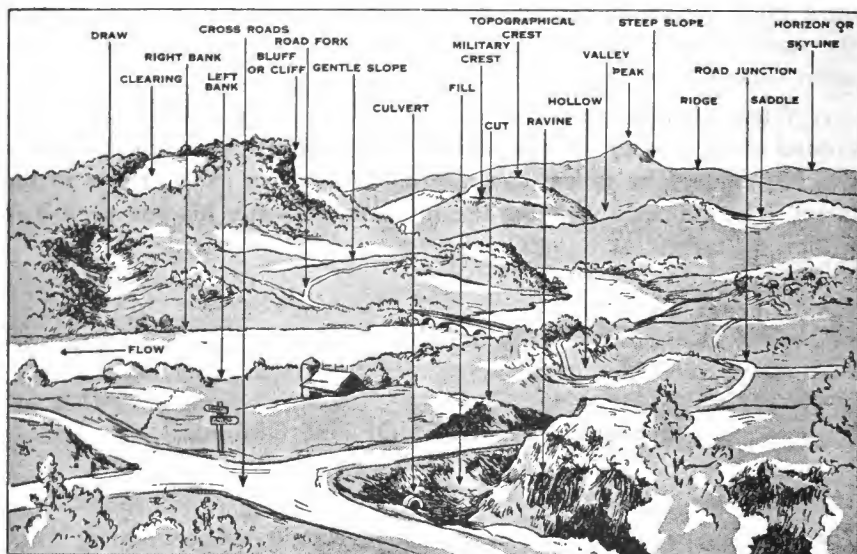 DRAW
CLEARING
RIGHT BANK
CROSS ROADS
LEFT
BANK
BLUFF
OR CLIFF
ROAD FORK
GENTLE SLOPE
CULVERT
MILITARY
CREST
TOPOGRAPHICAL
CREST
FILL
CUT
HOLLOW
RAVINE
VALLEY
STEEP SLOPE
PEAK
RIDGE
ROAD JUNCTION
SADDLE
HORIZON OR
SKYLINE
FLOW